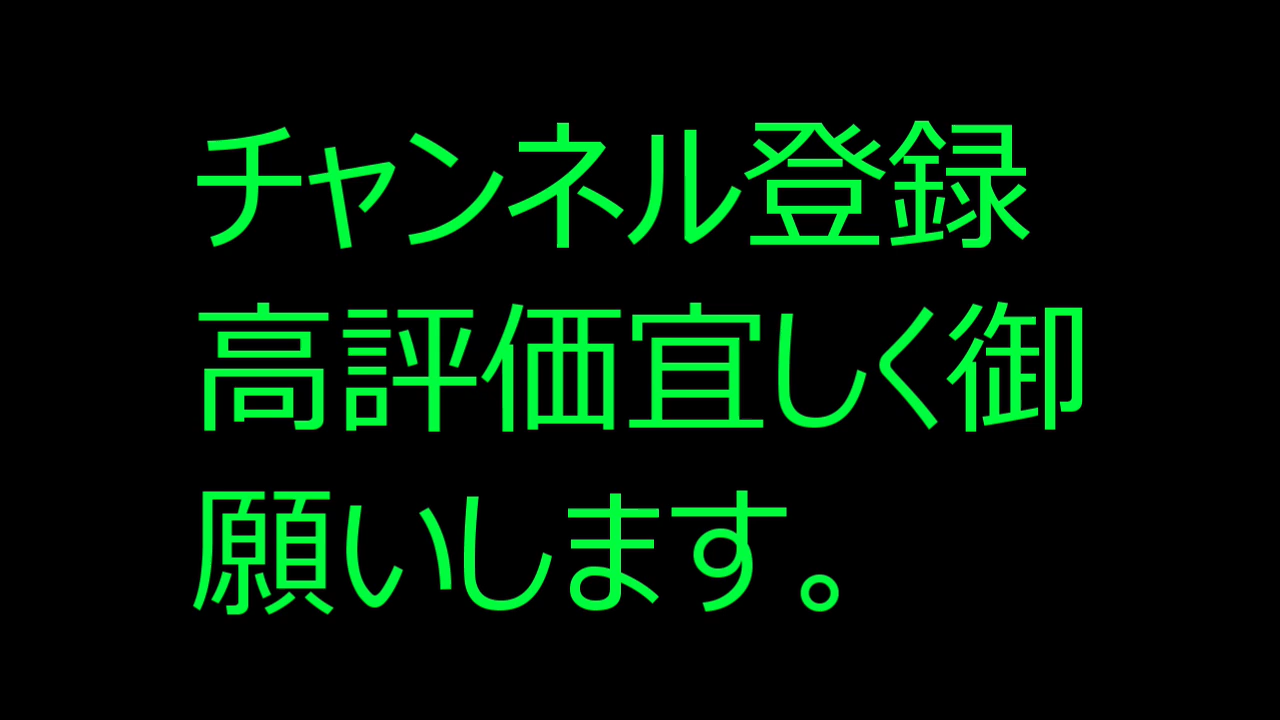 チャンネル登録
高評価宜しく御
願いします。